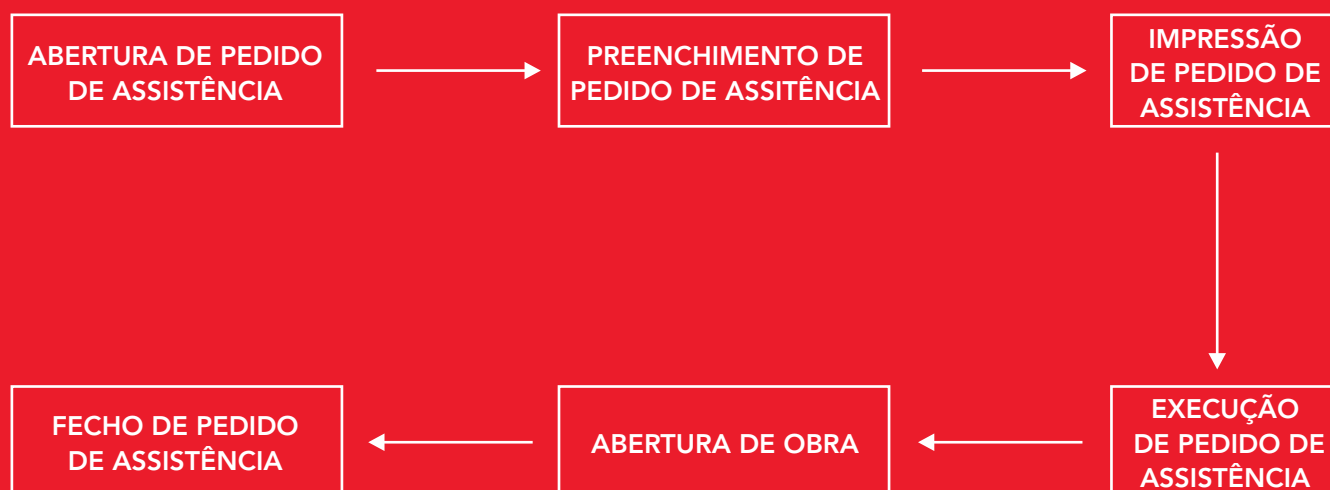 ABERTURA DE PEDIDO
DE ASSISTÊNCIA
PREENCHIMENTO DE
PEDIDO DE ASSITÊNCIA
IMPRESSÃO
DE PEDIDO DE
ASSISTÊNCIA
EXECUÇÃO
DE PEDIDO DE
ASSISTÊNCIA
ABERTURA DE OBRA
FECHO DE PEDIDO
DE ASSISTÊNCIA